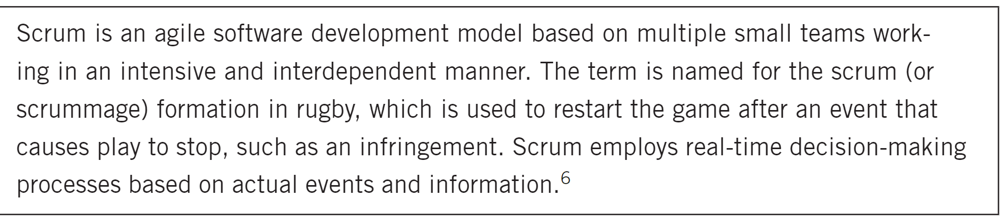 Scrum is an agile software development model based on multiple small teams work-
ing in an intensive and interdependent manner. The term is named for the scrum (or
scrummage) formation in rugby, which is used to restart the game after an event that
causes play to stop, such as an infringement. Scrum employs real-time decision-making
processes based on actual events and information.⁶